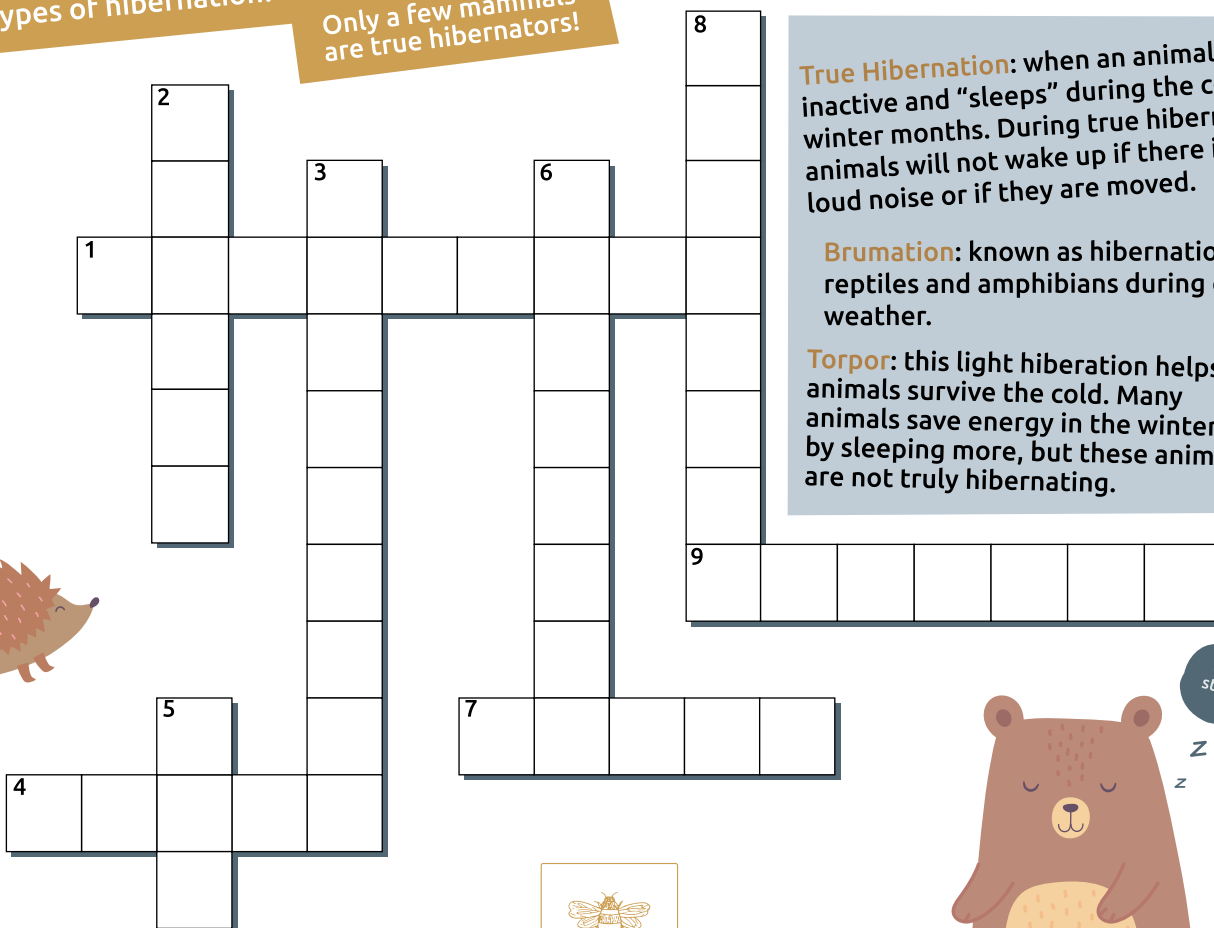 ypes of hibernation.
Only a few mammals
are true hibernators!
8
2
3
6
1
True Hibernation: when an animal
inactive and “sleeps” during the
winter months. During true
animals will not wake up if there
loud noise or if they are moved.
Brumation: known as
reptiles and amphibians during
weather.
Torpor: this light hiberation helps
animals survive the cold. Many
animals save energy in the winter
by sleeping more, but these
are not truly hibernating.
9
5
7
4
Z
z